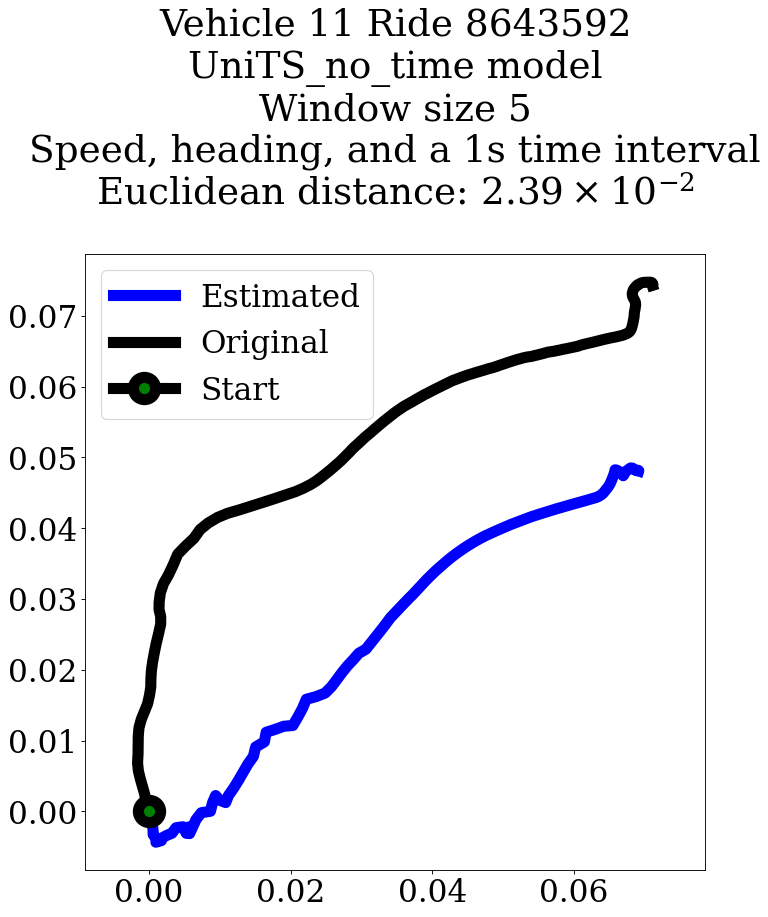 Vehicle 11 Ride 8643592
UniTS_no_time model
Window size 5
Speed, heading, and a 1s time interval
Euclidean distance: 2.39 × 10⁻²
Estimated
Original
Start
0.07
0.06
0.05
0.04
0.03
0.02
0.01
0.00
0.00 0.02 0.04 0.06